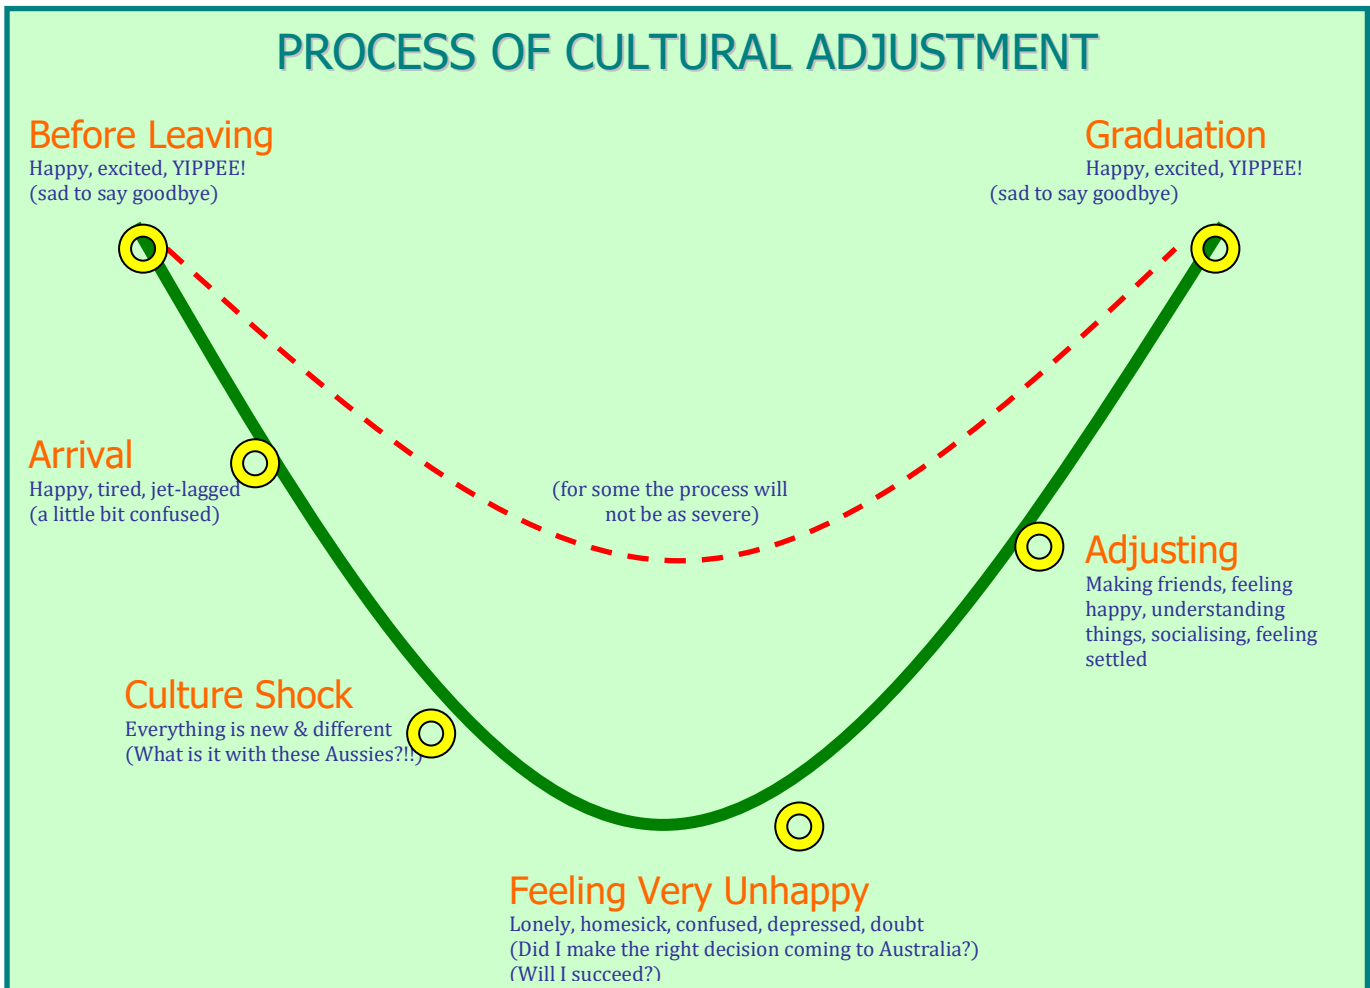 PROCESS OF CULTURAL ADJUSTMENT
Before Leaving
Happy, excited, YIPPEE!
(sad to say goodbye)
Graduation
Happy, excited, YIPPEE!
(sad to say goodbye)
Arrival
Happy, tired, jet-lagged
(a little bit confused)
(for some the process will
not be as severe)
Adjusting
Making friends, feeling
happy, understanding
things, socialising, feeling
settled
Culture Shock
Everything is new & different
(What is it with these Aussies?!!)
Feeling Very Unhappy
Lonely, homesick, confused, depressed, doubt
(Did I make the right decision coming to Australia?)
(Will I succeed?)